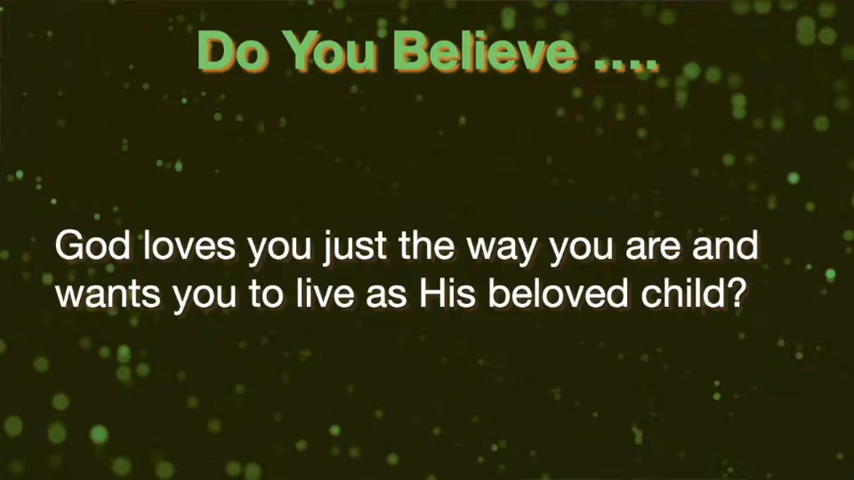 Do You Believe ....
God loves you just the way you are and
wants you to live as His beloved child?